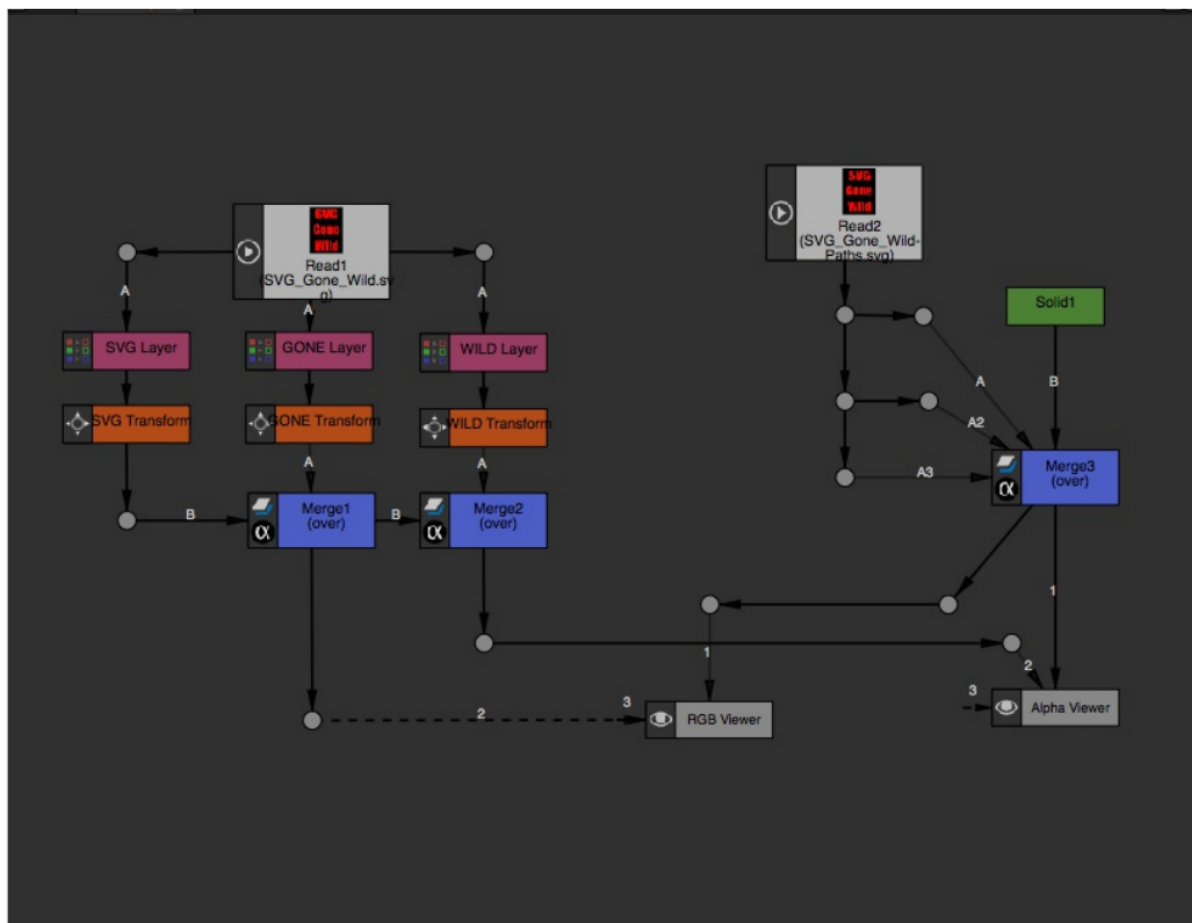 SVG
Gone
Wild
Read1
(SVG_Gone_Wild.sv
g)
SVG
Gone
Wild
Read2
(SVG_Gone_Wild-
Paths.svg)
Solid1
A
A
A
SVG Layer
GONE Layer
WILD Layer
SVG Transform
GONE Transform
WILD Transform
A
A
B
A
A2
A3
Merge3
(over)
B
Merge1
(over)
B
Merge2
(over)
1
1
2
3
2
3
RGB Viewer
Alpha Viewer